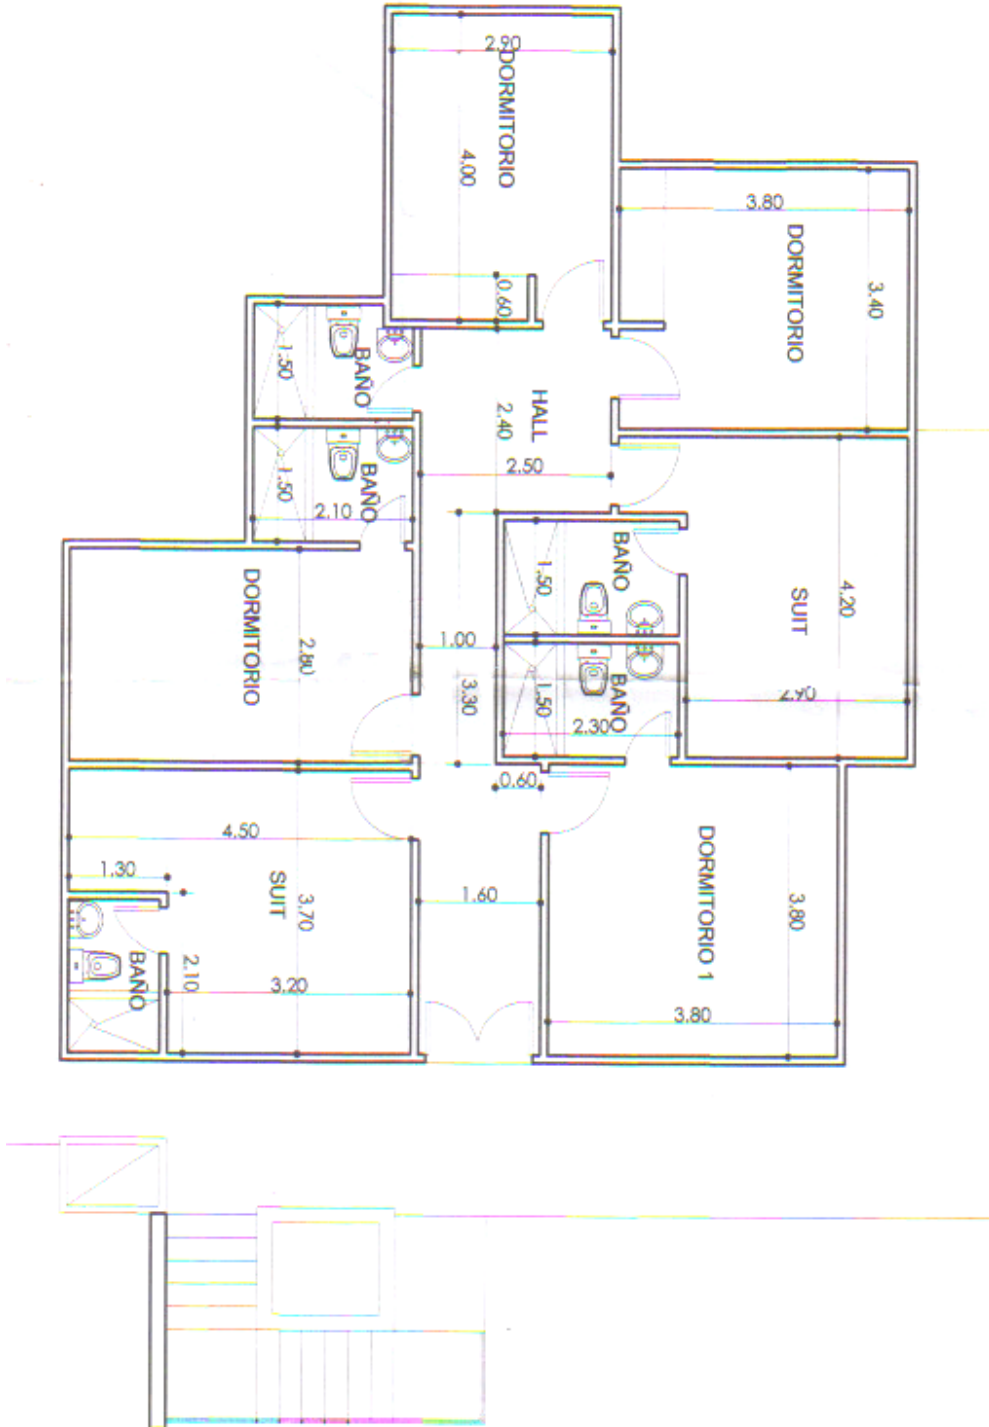 2.90
DORMITORIO
4.00
0.60
3.80
DORMITORIO
3.40
BAÑO
1.50
HALL
2.40
2.50
BAÑO
1.50
2.10
BAÑO
1.50
SUIT
4.20
2.90
DORMITORIO
2.80
1.00
3.30
BAÑO
1.50
2.30
0.60
4.50
1.30
SUIT
3.70
1.60
DORMITORIO 1
3.80
3.80
BAÑO
2.10
3.20